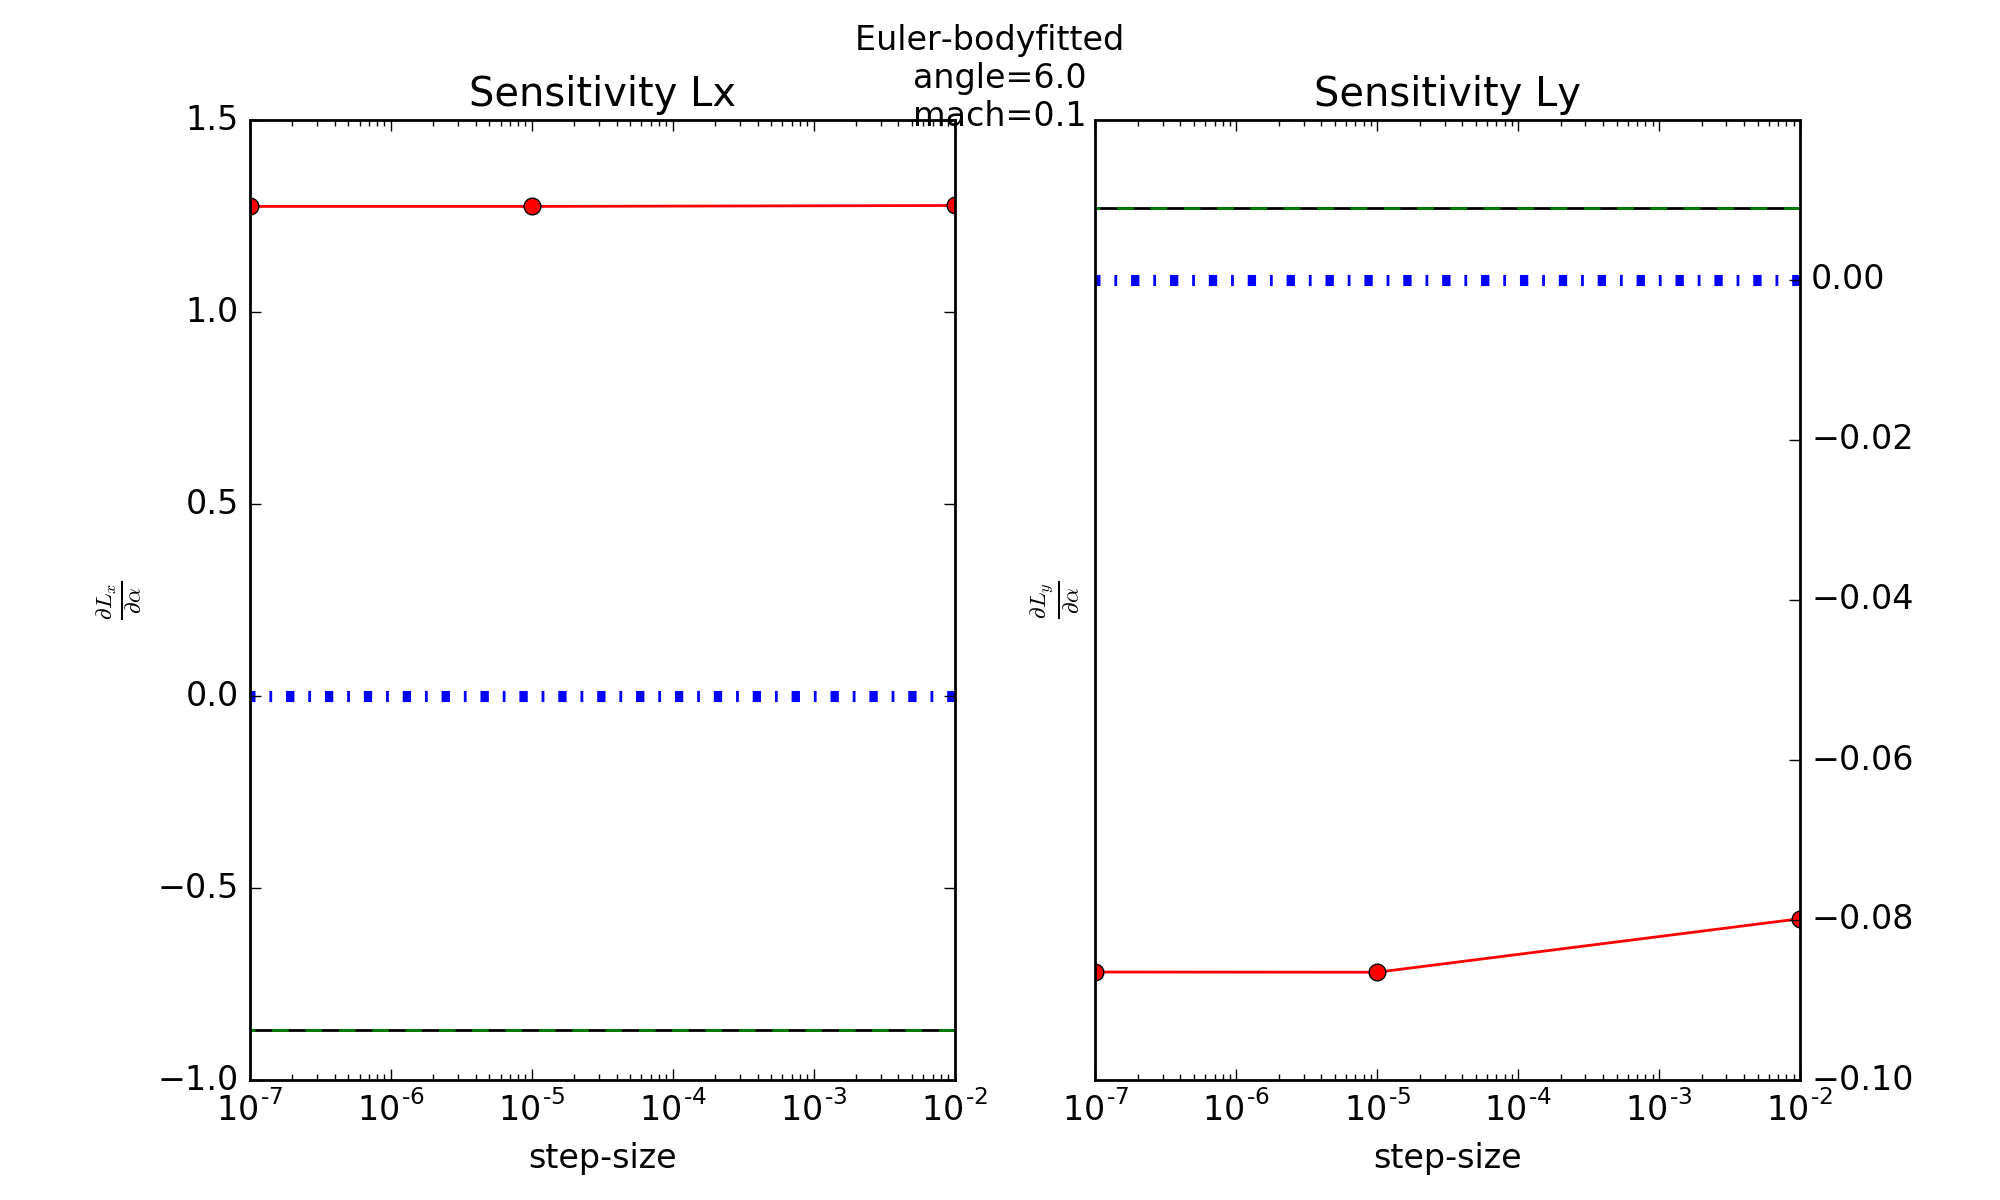 Euler-bodyfitted
angle=6.0
mach=0.1
Sensitivity Lx
1.5
1.0
0.5
0.0
−0.5
−1.0
∂Lₓ/∂α
10⁻⁷ 10⁻⁶ 10⁻⁵ 10⁻⁴ 10⁻³ 10⁻²
step-size
Sensitivity Ly
∂L_y/∂α
0.00
−0.02
−0.04
−0.06
−0.08
−0.10
10⁻⁷ 10⁻⁶ 10⁻⁵ 10⁻⁴ 10⁻³ 10⁻²
step-size